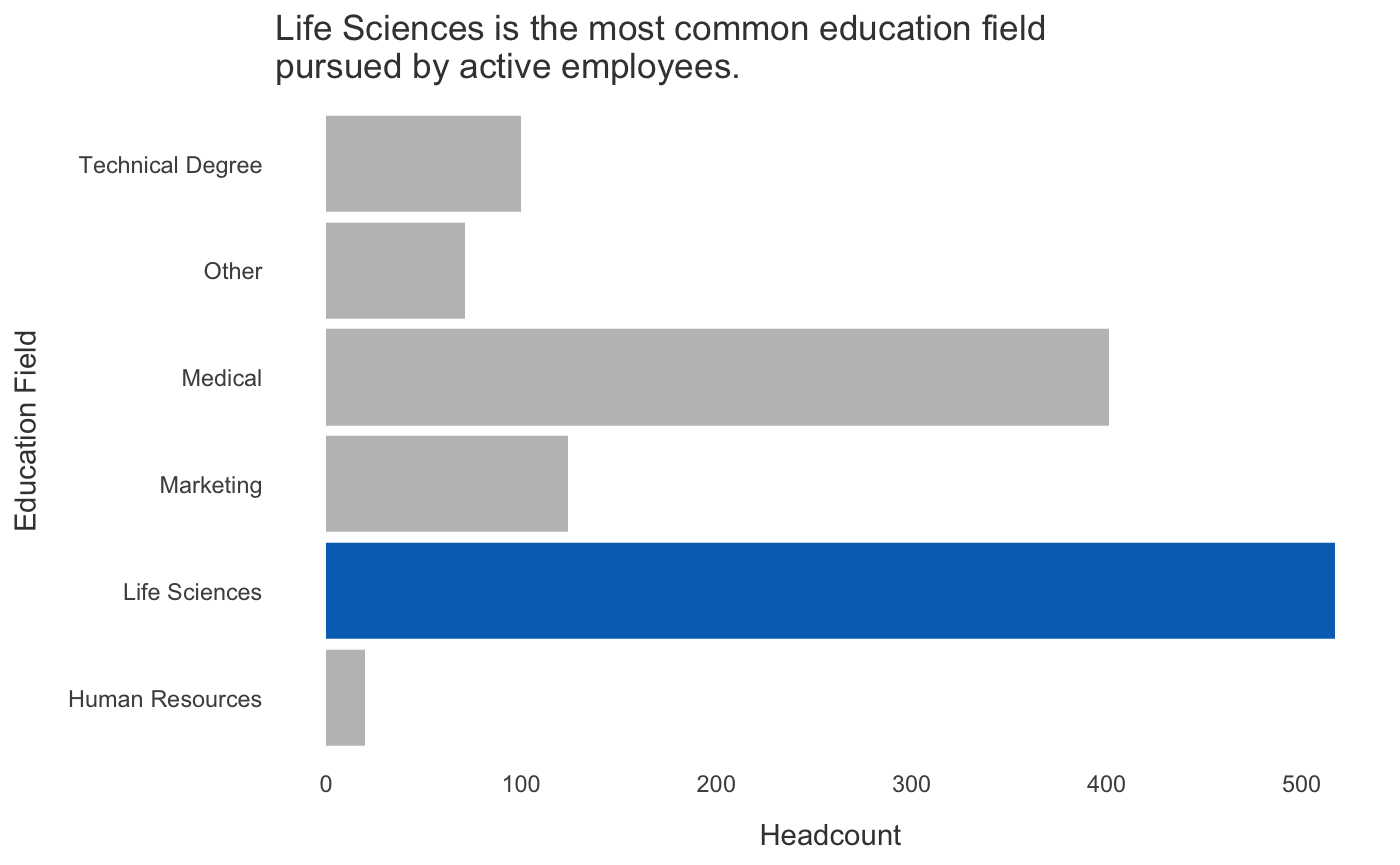 Life Sciences is the most common education field
pursued by active employees.
Education Field
Technical Degree
Other
Medical
Marketing
Life Sciences
Human Resources
0 100 200 300 400 500
Headcount